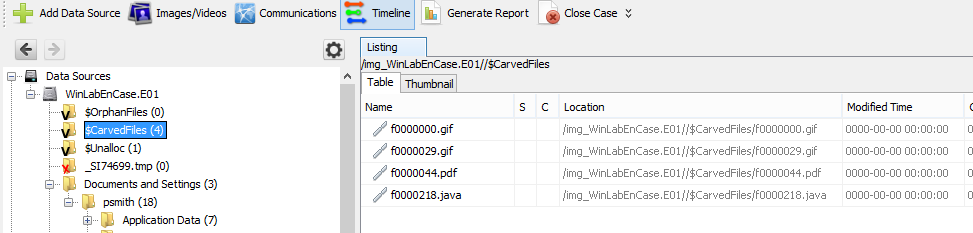 Add Data Source Images/Videos Communications Timeline Generate Report Close Case
Listing
/img_WinLabEnCase.E01//$CarvedFiles
Table Thumbnail
Name S C Location Modified Time
f0000000.gif /img_WinLabEnCase.E01//$CarvedFiles/f0000000.gif 0000-00-00 00:00:00
f0000029.gif /img_WinLabEnCase.E01//$CarvedFiles/f0000029.gif 0000-00-00 00:00:00
f0000044.pdf /img_WinLabEnCase.E01//$CarvedFiles/f0000044.pdf 0000-00-00 00:00:00
f0000218.java /img_WinLabEnCase.E01//$CarvedFiles/f0000218.java 0000-00-00 00:00:00
Data Sources
WinLabEnCase.E01
$OrphanFiles (0)
$CarvedFiles (4)
$Unalloc (1)
_SI74699.tmp (0)
Documents and Settings (3)
psmith (18)
Application Data (7)